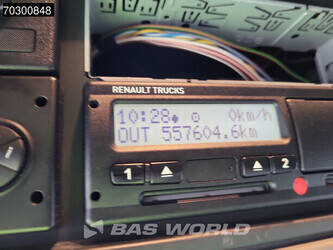 70300848
RENAULT TRUCKS
10:28 0km/h
OUT 557604.6km
1 2
BAS WORLD